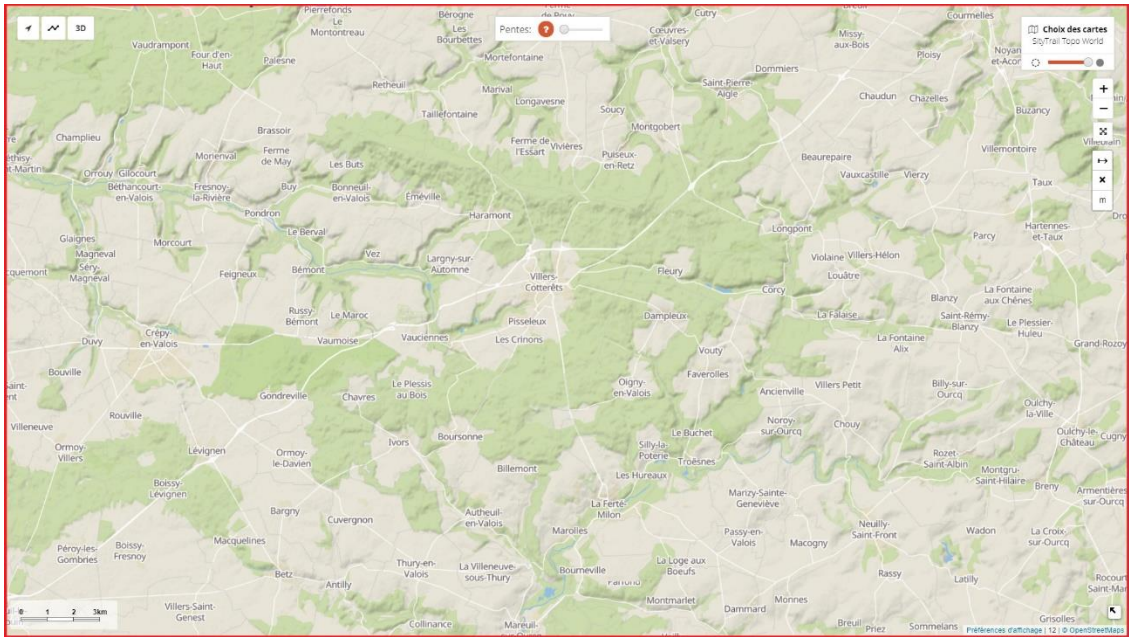 Pierrefonds
Le
Montréau
Bérogne
Les
Bourbettes
Pentes:
?
3D
Cutry
Cœuvres-
et-Valsery
Missy-
aux-Bois
Courmelles
Choix des cartes
SityTrail Topo World
Vaudrampont
Four-d'en-
Haut
Palesne
Mortefontaine
Ploisy
Dommiers
Retheuil
Marival
Saint-Pierre-
Aigle
Longavesne
Chaudun
Chazelles
Taillefontaine
Soucy
Buzancy
Montgobert
Champlieu
Brassoir
Ferme de
l'Essart
Vivières
Puiseux-
en-Retz
Villemontoire
Monenval
Ferme
de May
Les Buts
Beaurepaire
Orrouy
Gilocourt
Vauxcastille
Vierzy
Taux
Béthancourt-
en-Valois
Fresnoy-
la-Rivière
Buy
Bonneuil-
en-Valois
Éméville
Pondron
Haramont
Longpont
Hartennes-
et-Taux
Le Berval
Parcy
Glaignes
Magneval
Morcourt
Vez
Largny-sur-
Automne
Violaine
Villers-Hélon
Séry-
Magneval
Feigneux
Bémont
Villers-
Cotterêts
Fleury
Louâtre
Corcy
Blanzy
La Fontaine
aux Chênes
Russy-
Bémont
Le Maroc
Pisseleux
Dampleux
La Falaise
Saint-Rémy-
Blanzy
Le Plessier-
Huleu
Duvy
Crépy-
en-Valois
Vaumoise
Vauciennes
Les Crinons
La Fontaine
Alix
Grand-Rozoy
Vouty
Bouville
Faverolles
Le Plessis
au Bois
Oigny-
en-Valois
Ancienville
Villers Petit
Billy-sur-
Ourcq
Gondreville
Chavres
Oulchy-
la-Ville
Rouville
Villeneuve
Noroy-
sur-Ourcq
Chouy
Le Buchet
Boursonne
Oulchy-le-
Château
Cugny
Ormoy-
Villers
Lévignen
Ormoy-
le-Davien
Ivors
Silly-la-
Poterie
Troësnes
Rozet-
Saint-Albin
Billemont
Les Hureaux
Montgru-
Saint-Hilaire
Breny
Armentières
sur-Ourcq
Boissy-
Lévignen
Marizy-Sainte-
Geneviève
Bargny
Cuvergnon
Autheuil-
en-Valois
La Ferté-
Milon
Neuilly-
Saint-Front
Marolles
Passy-en-
Valois
Macogny
Wadon
La Croix-
sur-Ourcq
Péroy-les-
Gombries
Boissy-
Fresnoy
Macquelines
Betz
Thury-en-
Valois
La Villeneuve-
sous-Thury
Bourneville
La Loge aux
Bœufs
Rassy
Latilly
Antilly
Monnes
Montmarlet
Dammard
Villers-Saint-
Genest
0 1 2 3km
Collinance
Mareuil-
Breuil
Priez
Sommelans
Grisolles
Préférences d'affichage | 12 | © OpenStreetMaps
m